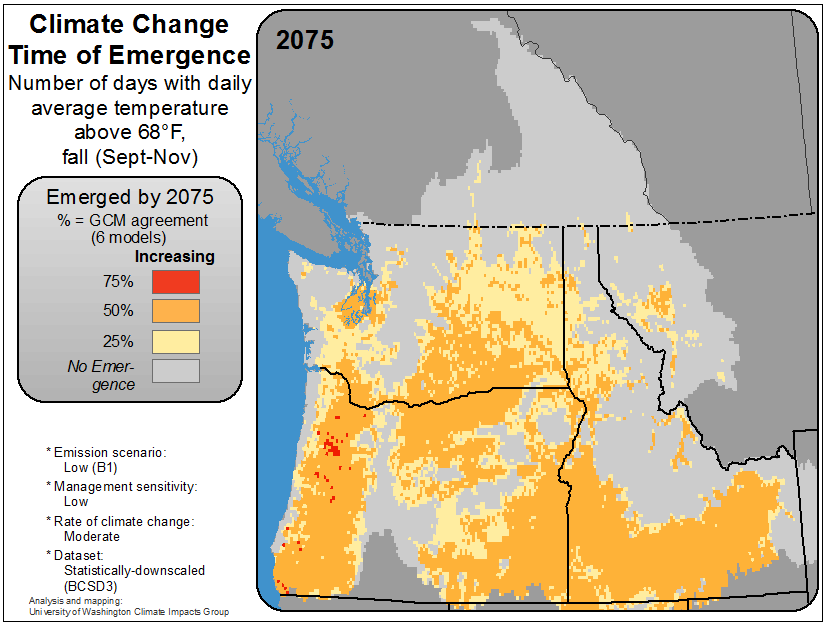 Climate Change
Time of Emergence
Number of days with daily
average temperature
above 68°F,
fall (Sept-Nov)
2075
Emerged by 2075
% = GCM agreement
(6 models)
Increasing
75%
50%
25%
No Emer-
gence
* Emission scenario:
Low (B1)
* Management sensitivity:
Low
* Rate of climate change:
Moderate
* Dataset:
Statistically-downscaled
(BCSD3)
Analysis and mapping:
University of Washington Climate Impacts Group